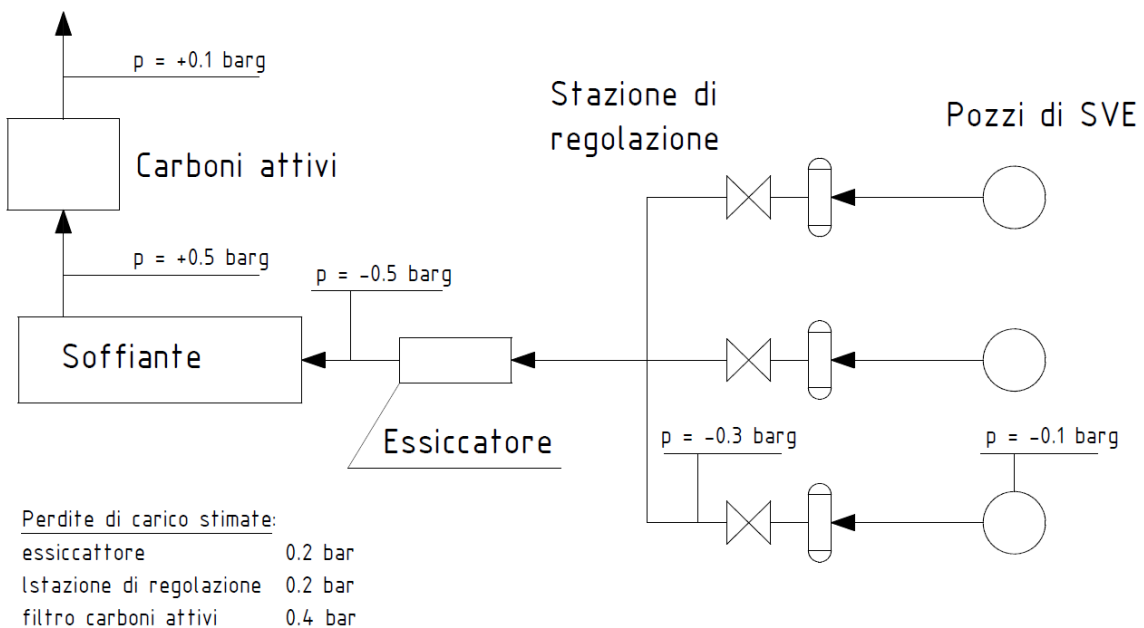 p = +0.1 barg
Stazione di
regolazione
Pozzi di SVE
Carboni attivi
p = +0.5 barg
p = -0.5 barg
Soffiante
Essiccatore
p = -0.3 barg
p = -0.1 barg
Perdite di carico stimate:
essiccattore 0.2 bar
lstazione di regolazione 0.2 bar
filtro carboni attivi 0.4 bar